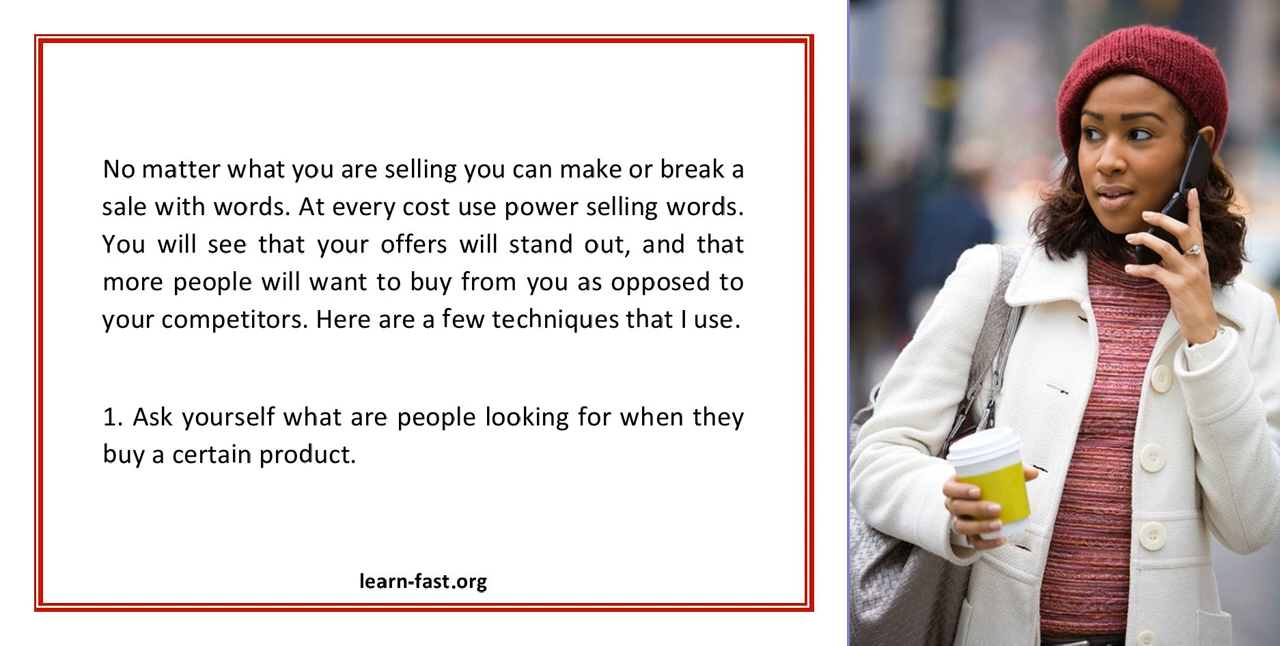 No matter what you are selling you can make or break a
sale with words. At every cost use power selling words.
You will see that your offers will stand out, and that
more people will want to buy from you as opposed to
your competitors. Here are a few techniques that I use.
1. Ask yourself what are people looking for when they
buy a certain product.
learn-fast.org